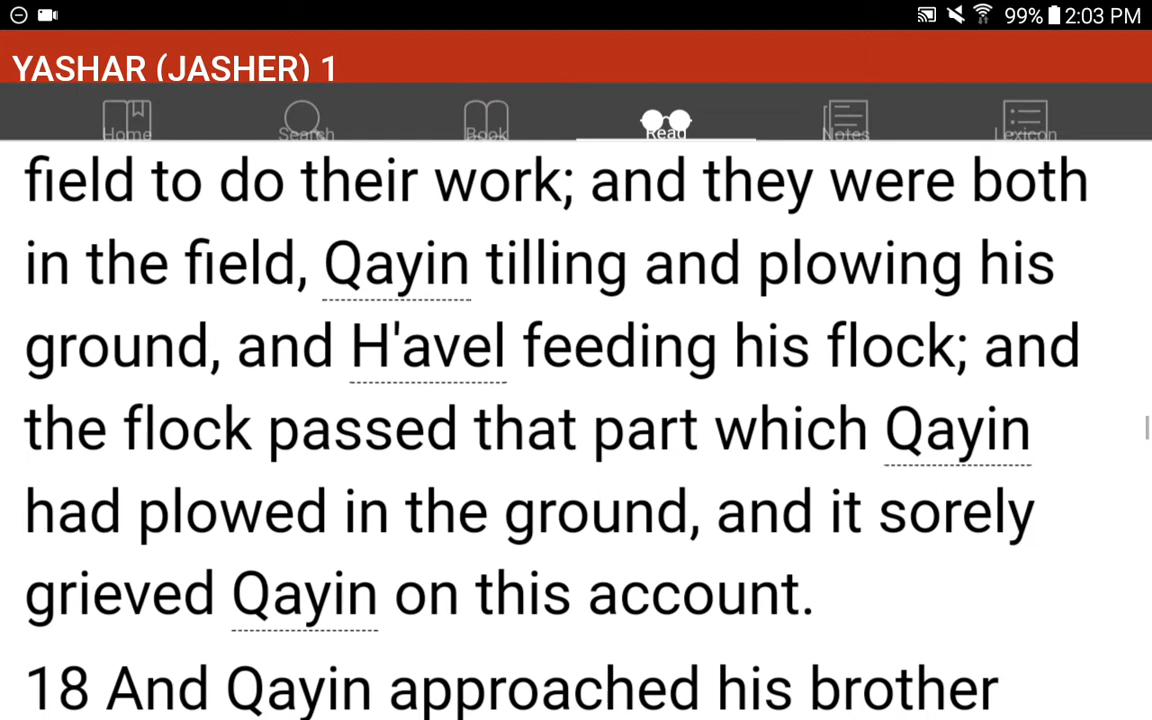 99% 2:03 PM
YASHAR (JASHER) 1
Home Search Book Read Notes Lexicon
field to do their work; and they were both
in the field, Qayin tilling and plowing his
ground, and H'avel feeding his flock; and
the flock passed that part which Qayin
had plowed in the ground, and it sorely
grieved Qayin on this account.
18 And Qayin approached his brother